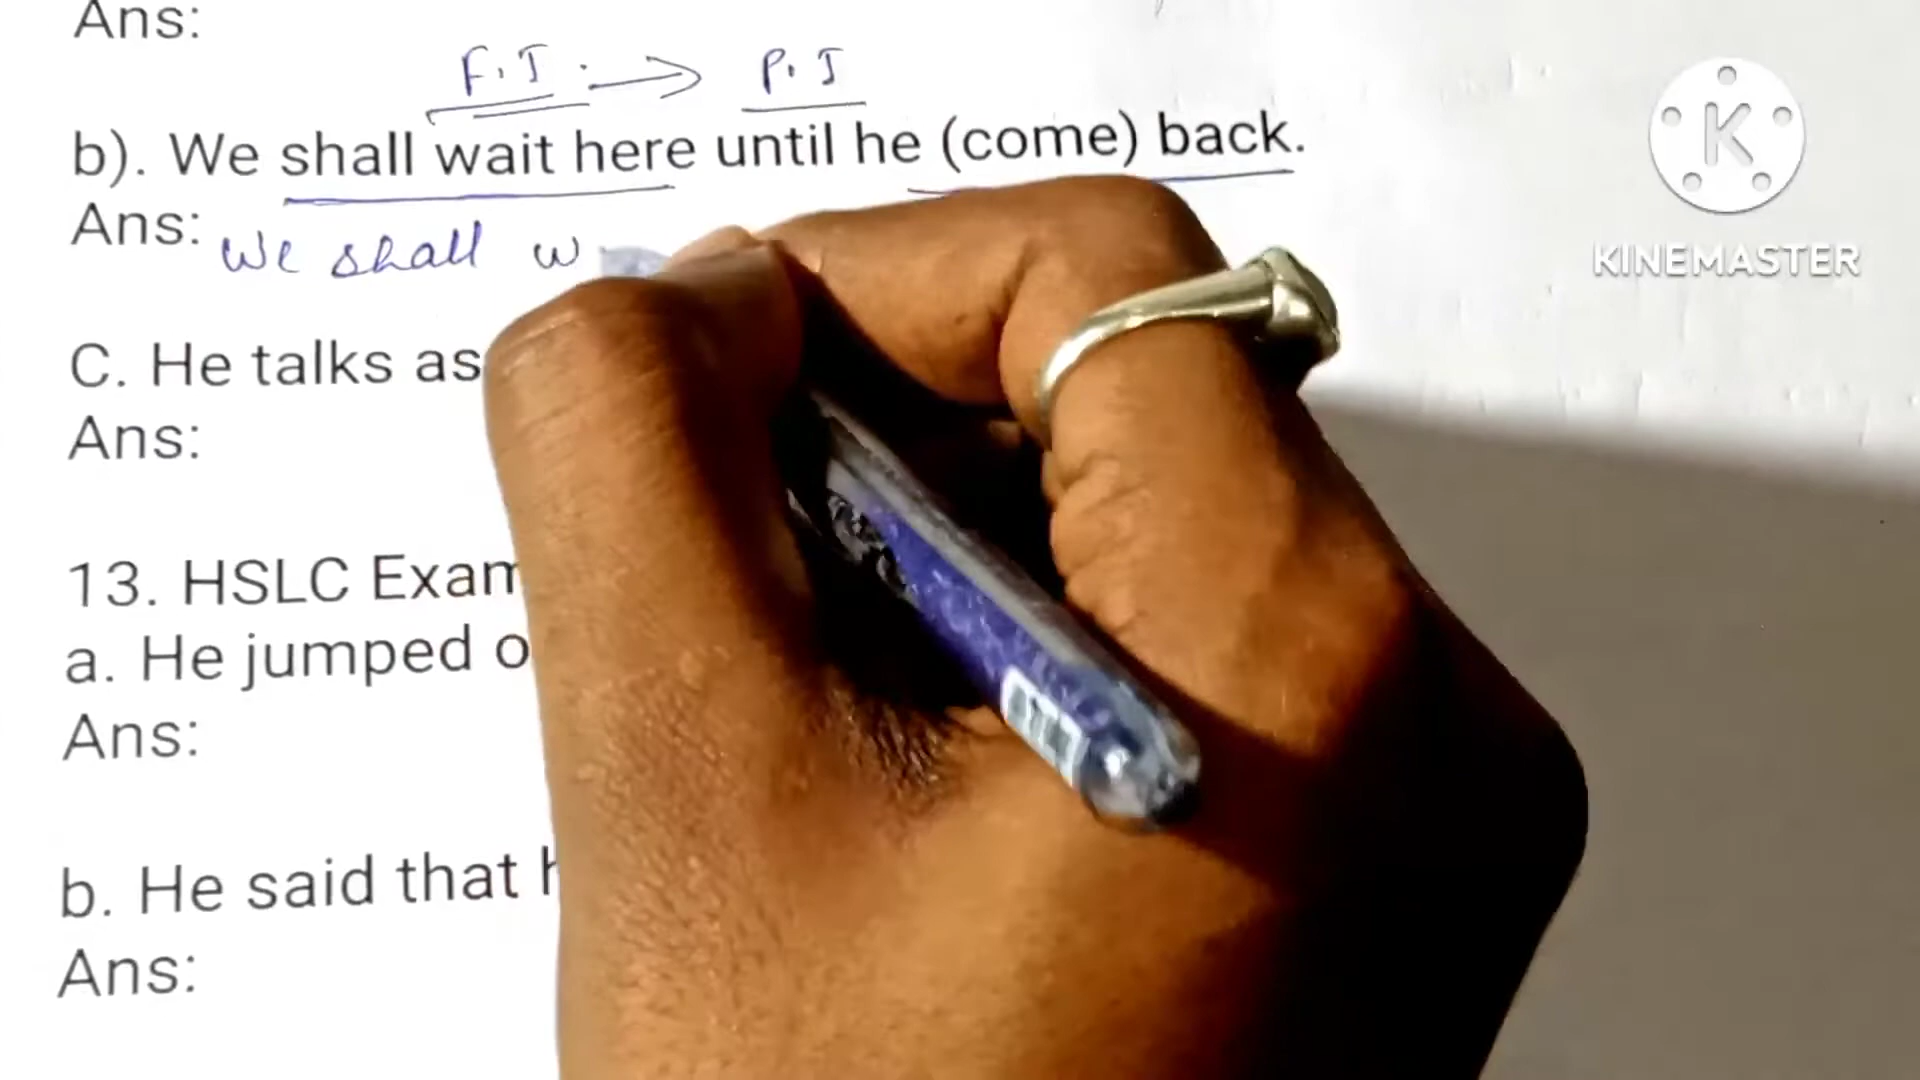 Ans:
F.I. → P.I
b). We shall wait here until he (come) back.
Ans: We shall w
C. He talks as
Ans:
13. HSLC Exam
a. He jumped o
Ans:
b. He said that h
Ans:
K
KINEMASTER